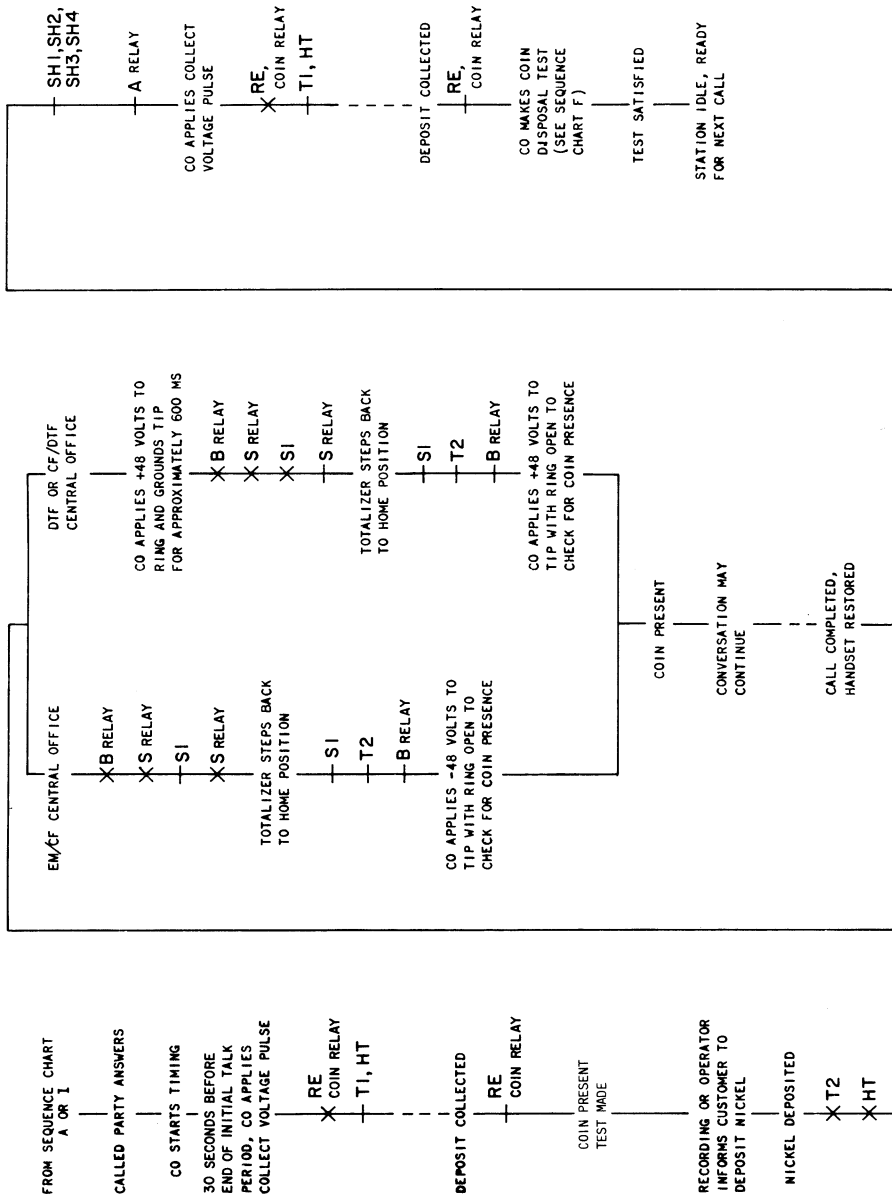 FROM SEQUENCE CHART
A OR I
CALLED PARTY ANSWERS
CO STARTS TIMING
30 SECONDS BEFORE
END OF INITIAL TALK
PERIOD, CO APPLIES
COLLECT VOLTAGE PULSE
RE
COIN RELAY
T1, HT
DEPOSIT COLLECTED
RE
COIN RELAY
COIN PRESENT
TEST MADE
RECORDING OR OPERATOR
INFORMS CUSTOMER TO
DEPOSIT NICKEL
NICKEL DEPOSITED
T2
HT
EM/CF CENTRAL OFFICE
B RELAY
S RELAY
S1
S RELAY
TOTALIZER STEPS BACK
TO HOME POSITION
S1
T2
B RELAY
CO APPLIES -48 VOLTS TO
TIP WITH RING OPEN TO
CHECK FOR COIN PRESENCE
DTF OR CF/DTF
CENTRAL OFFICE
CO APPLIES +48 VOLTS TO
RING AND GROUNDS TIP
FOR APPROXIMATELY 600 MS
B RELAY
S RELAY
S1
S RELAY
TOTALIZER STEPS BACK
TO HOME POSITION
S1
T2
B RELAY
CO APPLIES +48 VOLTS TO
TIP WITH RING OPEN TO
CHECK FOR COIN PRESENCE
COIN PRESENT
CONVERSATION MAY
CONTINUE
CALL COMPLETED,
HANDSET RESTORED
SH1, SH2,
SH3, SH4
A RELAY
CO APPLIES COLLECT
VOLTAGE PULSE
RE,
COIN RELAY
T1, HT
DEPOSIT COLLECTED
RE,
COIN RELAY
CO MAKES COIN
DISPOSAL TEST
(SEE SEQUENCE
CHART F)
TEST SATISFIED
STATION IDLE, READY
FOR NEXT CALL